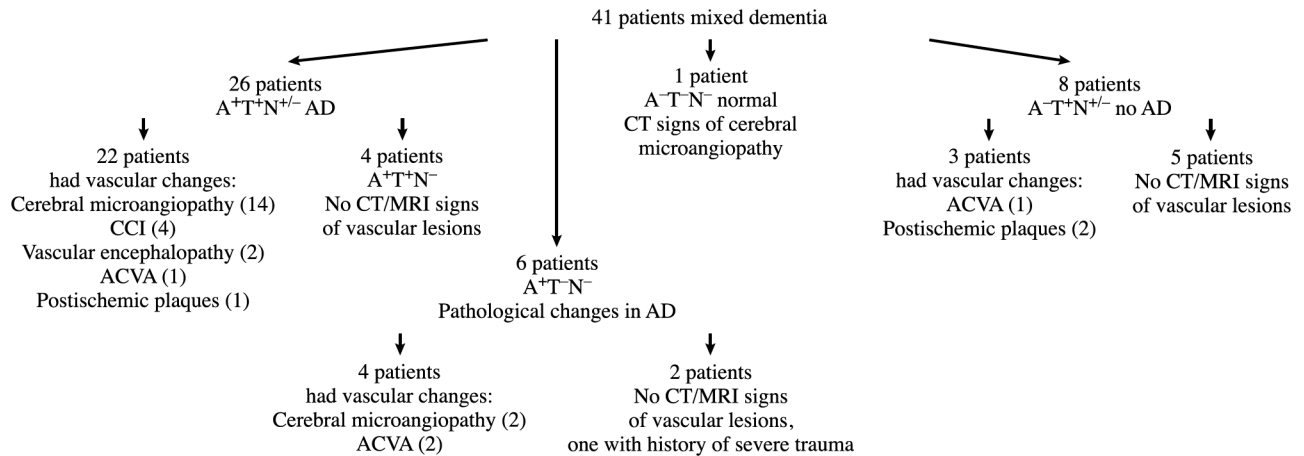 41 patients mixed dementia
26 patients
A⁺T⁺N⁺/⁻ AD
22 patients
had vascular changes:
Cerebral microangiopathy (14)
CCI (4)
Vascular encephalopathy (2)
ACVA (1)
Postischemic plaques (1)
4 patients
A⁺T⁺N⁻
No CT/MRI signs
of vascular lesions
6 patients
A⁺T⁻N⁻
Pathological changes in AD
4 patients
had vascular changes:
Cerebral microangiopathy (2)
ACVA (2)
2 patients
No CT/MRI signs
of vascular lesions,
one with history of severe trauma
1 patient
A⁻T⁻N⁻ normal
CT signs of cerebral
microangiopathy
8 patients
A⁻T⁺N⁺/⁻ no AD
3 patients
had vascular changes:
ACVA (1)
Postischemic plaques (2)
5 patients
No CT/MRI signs
of vascular lesions